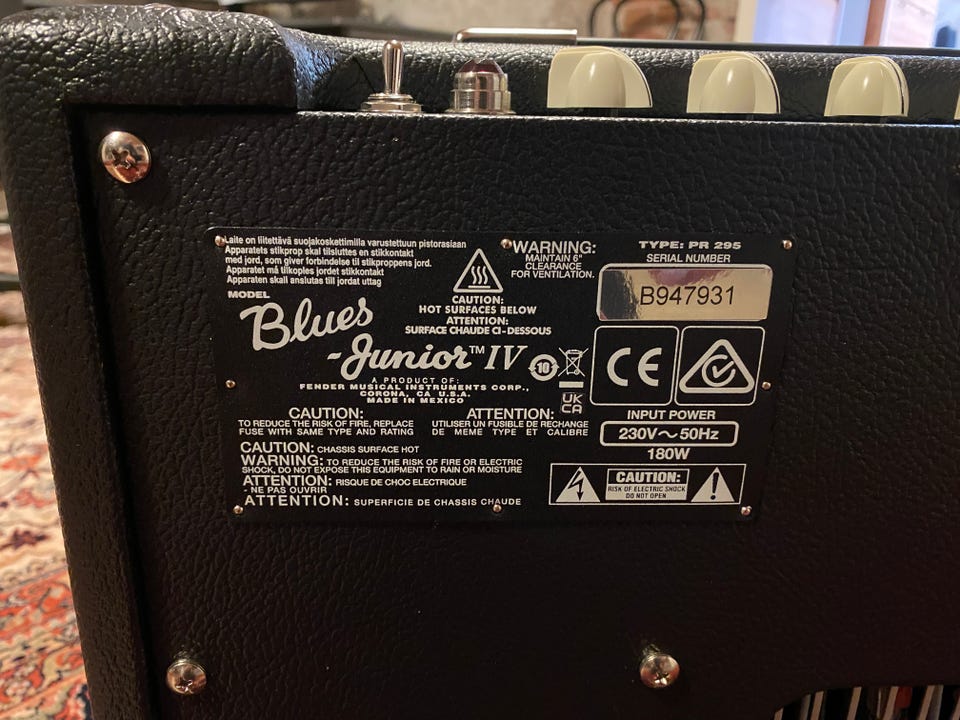 Laite on liitettävä suojakoskettimilla varustettuun pistorasiaan
Apparatets stikprop skal tilsluttes en stikkontakt
med jord, som giver forbindelse til stikproppens jord.
Apparatet må tilkoples jordet stikkontakt
Apparaten skall anslutas till jordat uttag
WARNING:
MAINTAIN 6"
CLEARANCE
FOR VENTILATION.
TYPE: PR 295
SERIAL NUMBER
B947931
MODEL
Blues
-Junior™ IV
CAUTION:
HOT SURFACES BELOW
ATTENTION:
SURFACE CHAUDE CI-DESSOUS
10
UK
CA
CE
A PRODUCT OF:
FENDER MUSICAL INSTRUMENTS CORP.,
CORONA, CA U.S.A.
MADE IN MEXICO
CAUTION:
TO REDUCE THE RISK OF FIRE, REPLACE
FUSE WITH SAME TYPE AND RATING
ATTENTION:
UTILISER UN FUSIBLE DE RECHANGE
DE MEME TYPE ET CALIBRE
INPUT POWER
230V~50Hz
180W
CAUTION: CHASSIS SURFACE HOT
WARNING: TO REDUCE THE RISK OF FIRE OR ELECTRIC
SHOCK, DO NOT EXPOSE THIS EQUIPMENT TO RAIN OR MOISTURE
ATTENTION: RISQUE DE CHOC ELECTRIQUE
- NE PAS OUVRIR
ATTENTION: SUPERFICIE DE CHASSIS CHAUDE
CAUTION:
RISK OF ELECTRIC SHOCK
DO NOT OPEN